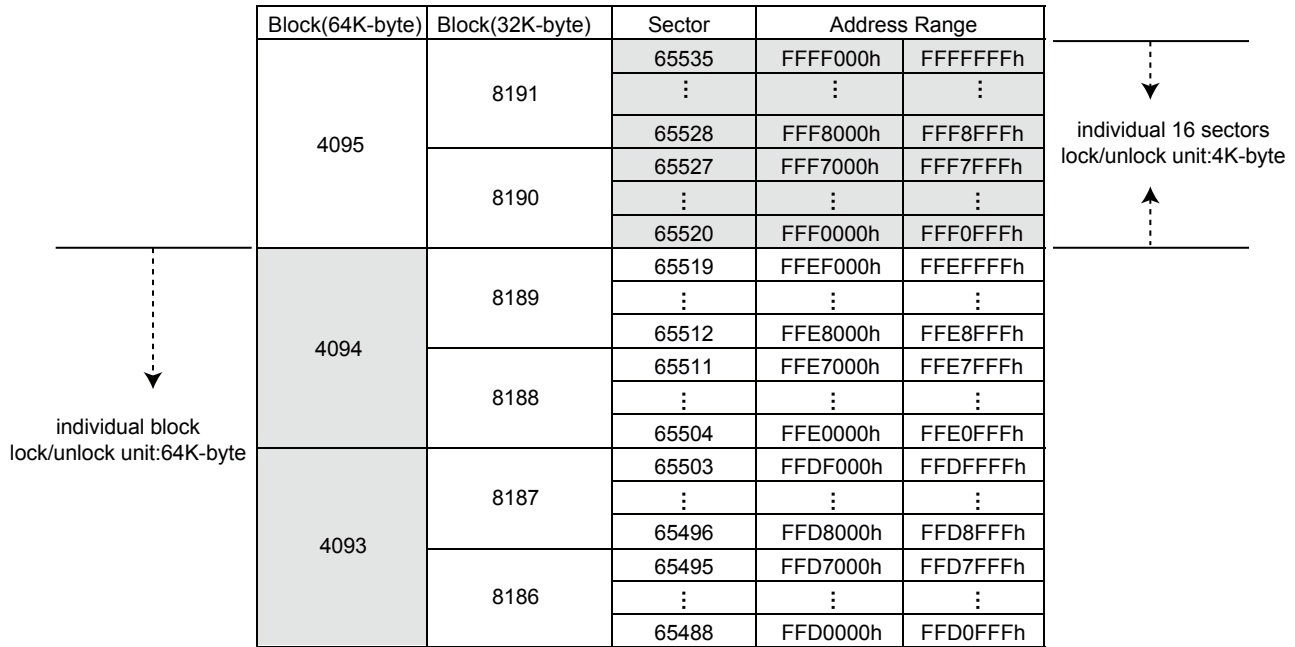 Block(64K-byte) Block(32K-byte) Sector Address Range
65535 FFFF000h FFFFFFFh
8191 ⋮ ⋮ ⋮
4095
65528 FFF8000h FFF8FFFh
individual 16 sectors
lock/unlock unit:4K-byte
65527 FFF7000h FFF7FFFh
8190 ⋮ ⋮ ⋮
65520 FFF0000h FFF0FFFh
65519 FFEF000h FFEFFFFh
8189 ⋮ ⋮ ⋮
65512 FFE8000h FFE8FFFh
4094
65511 FFE7000h FFE7FFFh
8188 ⋮ ⋮ ⋮
65504 FFE0000h FFE0FFFh
individual block
lock/unlock unit:64K-byte
65503 FFDF000h FFDFFFFh
8187 ⋮ ⋮ ⋮
65496 FFD8000h FFD8FFFh
4093
65495 FFD7000h FFD7FFFh
8186 ⋮ ⋮ ⋮
65488 FFD0000h FFD0FFFh